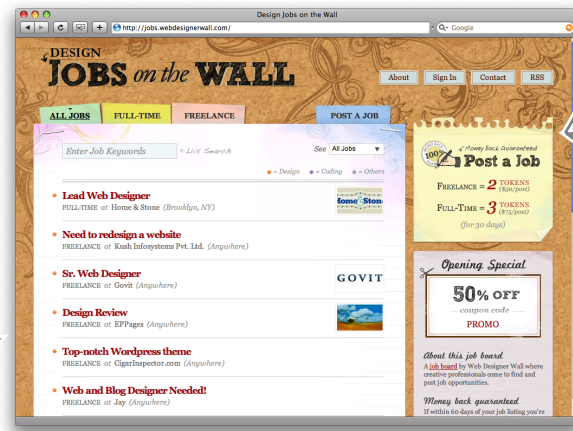 Design Jobs on the Wall
http://jobs.webdesignerwall.com/
Google
DESIGN
JOBS on the WALL
About
Sign In
Contact
RSS
ALL JOBS
FULL-TIME
FREELANCE
POST A JOB
Enter Job Keywords
Live Search
See
All Jobs
= Design
= Coding
= Others
Lead Web Designer
FULL-TIME at Home & Stone (Brooklyn, NY)
Home & Stone
Need to redesign a website
FREELANCE at Kush Infosystems Pvt. Ltd. (Anywhere)
Sr. Web Designer
FREELANCE at Govit (Anywhere)
GOVIT
Design Review
FREELANCE at EPPages (Anywhere)
Top-notch Wordpress theme
FREELANCE at CigarInspector.com (Anywhere)
Web and Blog Designer Needed!
FREELANCE at Jay (Anywhere)
100%
Money Back Guaranteed
Post a Job
FREELANCE = 2 TOKENS
($50/post)
FULL-TIME = 3 TOKENS
($75/post)
(for 30 days)
Opening Special
50% OFF
coupon code
PROMO
About this job board
A job board by Web Designer Wall where
creative professionals come to find and
post job opportunities.
Money back guaranteed
If within 60 days of your job listing you're